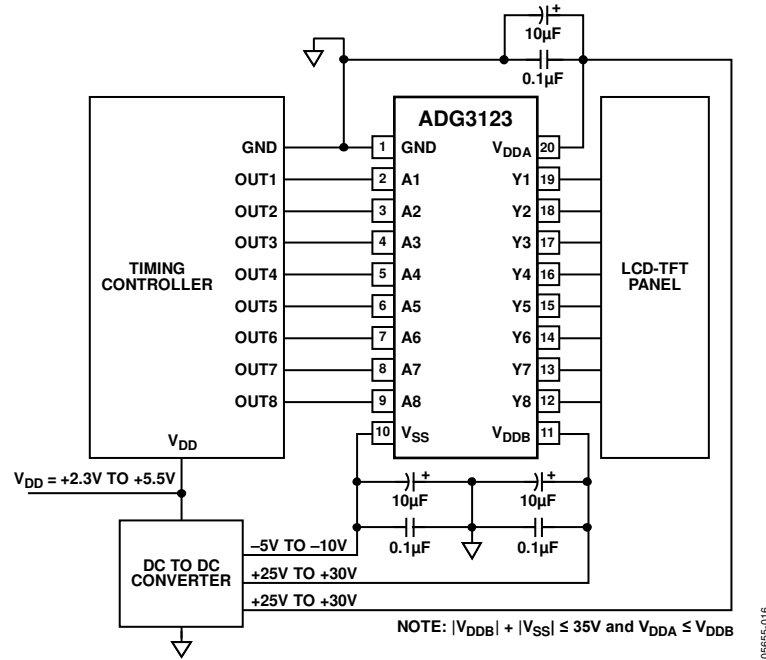 +
10µF
0.1µF
ADG3123
GND 1 GND VDDA 20
OUT1 2 A1 Y1 19
OUT2 3 A2 Y2 18
OUT3 4 A3 Y3 17
OUT4 5 A4 Y4 16
OUT5 6 A5 Y5 15
OUT6 7 A6 Y6 14
OUT7 8 A7 Y7 13
OUT8 9 A8 Y8 12
10 VSS VDDB 11
TIMING
CONTROLLER
LCD-TFT
PANEL
VDD
VDD = +2.3V TO +5.5V
+ +
10µF 10µF
0.1µF 0.1µF
DC TO DC
CONVERTER
–5V TO –10V
+25V TO +30V
+25V TO +30V
NOTE: |VDDB| + |VSS| ≤ 35V and VDDA ≤ VDDB
05655-016